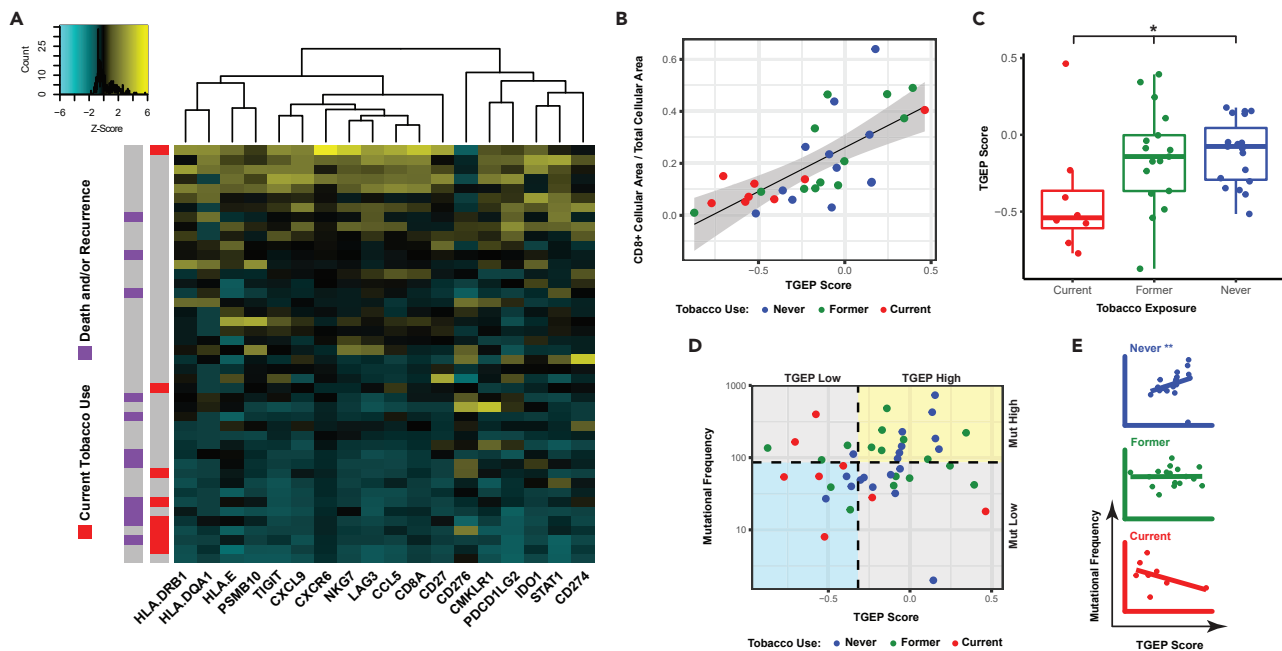 A
Count
35
20
10
0
−6
−2
2
6
Z-Score
Death and/or Recurrence
Current Tobacco Use
HLA.DRB1
HLA.DQA1
HLA.E
PSMB10
TIGIT
CXCL9
CXCR6
NKG7
LAG3
CCL5
CD8A
CD27
CD276
CMKLR1
PDCD1LG2
IDO1
STAT1
CD274
B
CD8+ Cellular Area / Total Cellular Area
0.6
0.4
0.2
0.0
−0.5
0.0
0.5
TGEP Score
Tobacco Use: Never Former Current
C
*
TGEP Score
0.5
0.0
−0.5
Current
Former
Never
Tobacco Exposure
D
TGEP Low
TGEP High
Mutational Frequency
1000
100
10
Mut High
Mut Low
−0.5
0.0
0.5
TGEP Score
Tobacco Use: Never Former Current
E
Never **
Former
Current
Mutational Frequency
TGEP Score